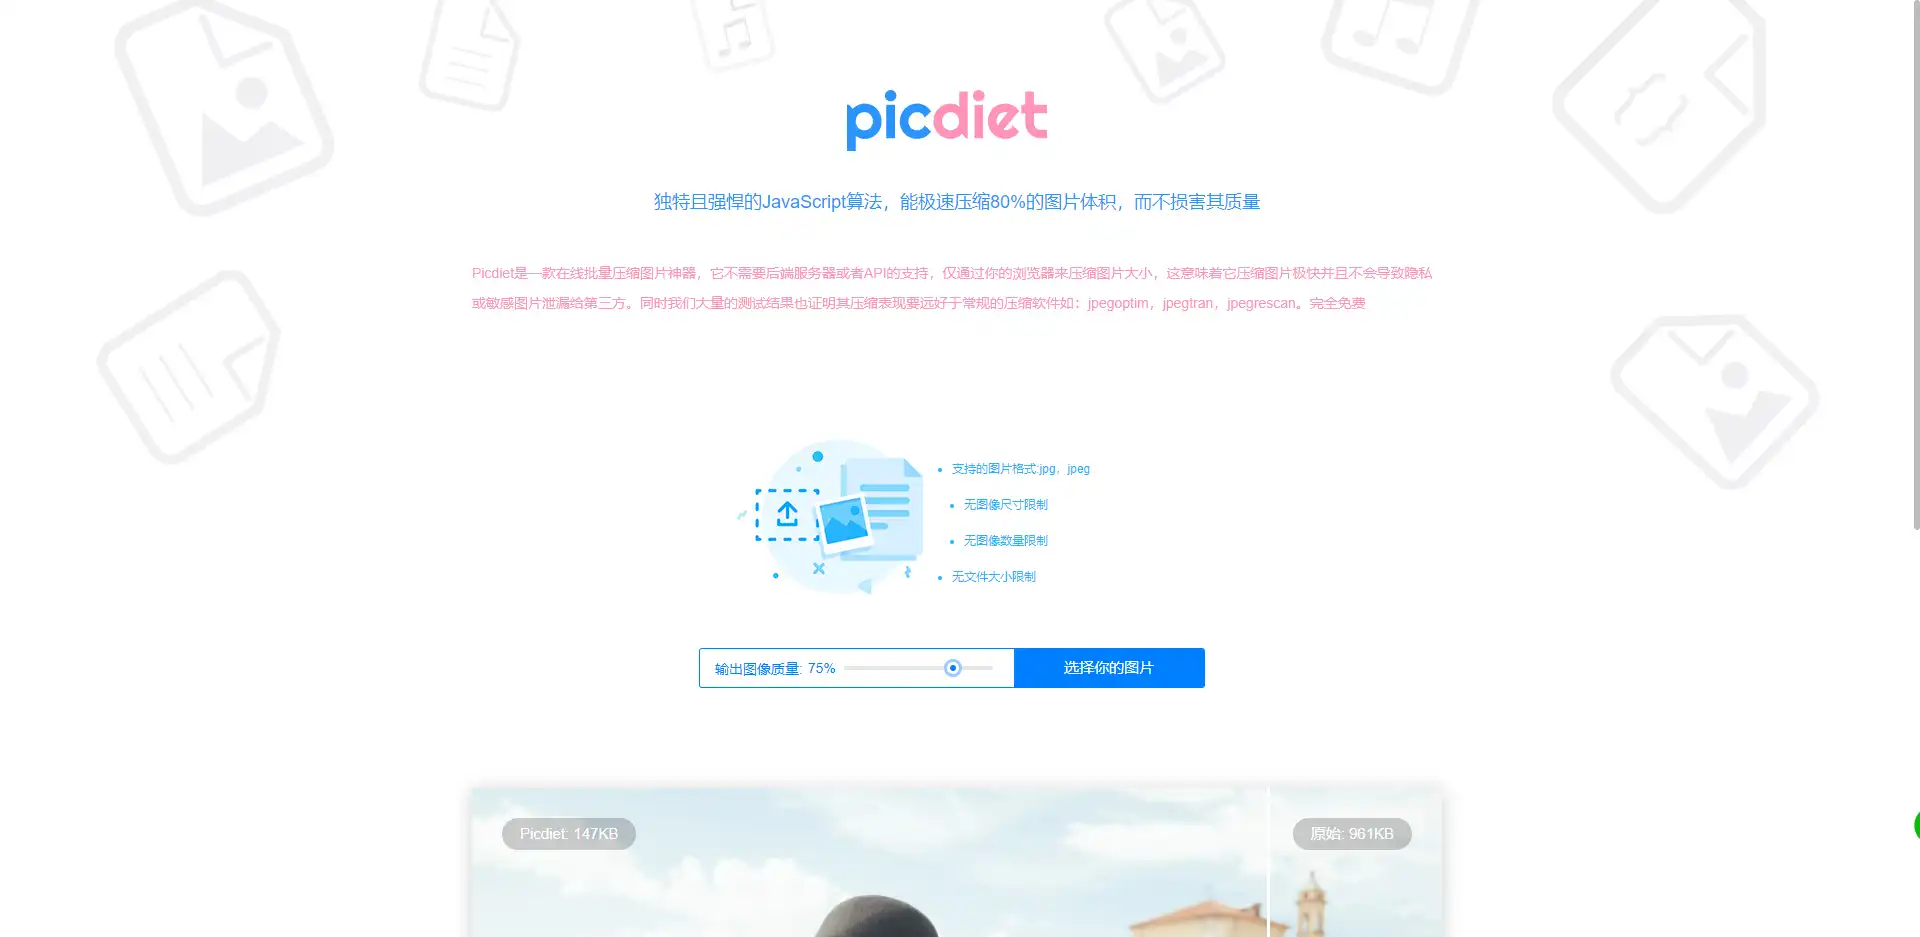 picdiet
独特且强悍的JavaScript算法，能极速压缩80%的图片体积，而不损害其质量
Picdiet是一款在线批量压缩图片神器，它不需要后端服务器或者API的支持，仅通过你的浏览器来压缩图片大小，这意味着它压缩图片极快并且不会导致隐私
或敏感图片泄漏给第三方。同时我们大量的测试结果也证明其压缩表现要远好于常规的压缩软件如：jpegoptim，jpegtran，jpegrescan。完全免费
支持的图片格式:jpg，jpeg
无图像尺寸限制
无图像数量限制
无文件大小限制
输出图像质量: 75%
选择你的图片
Picdiet: 147KB
原始: 961KB